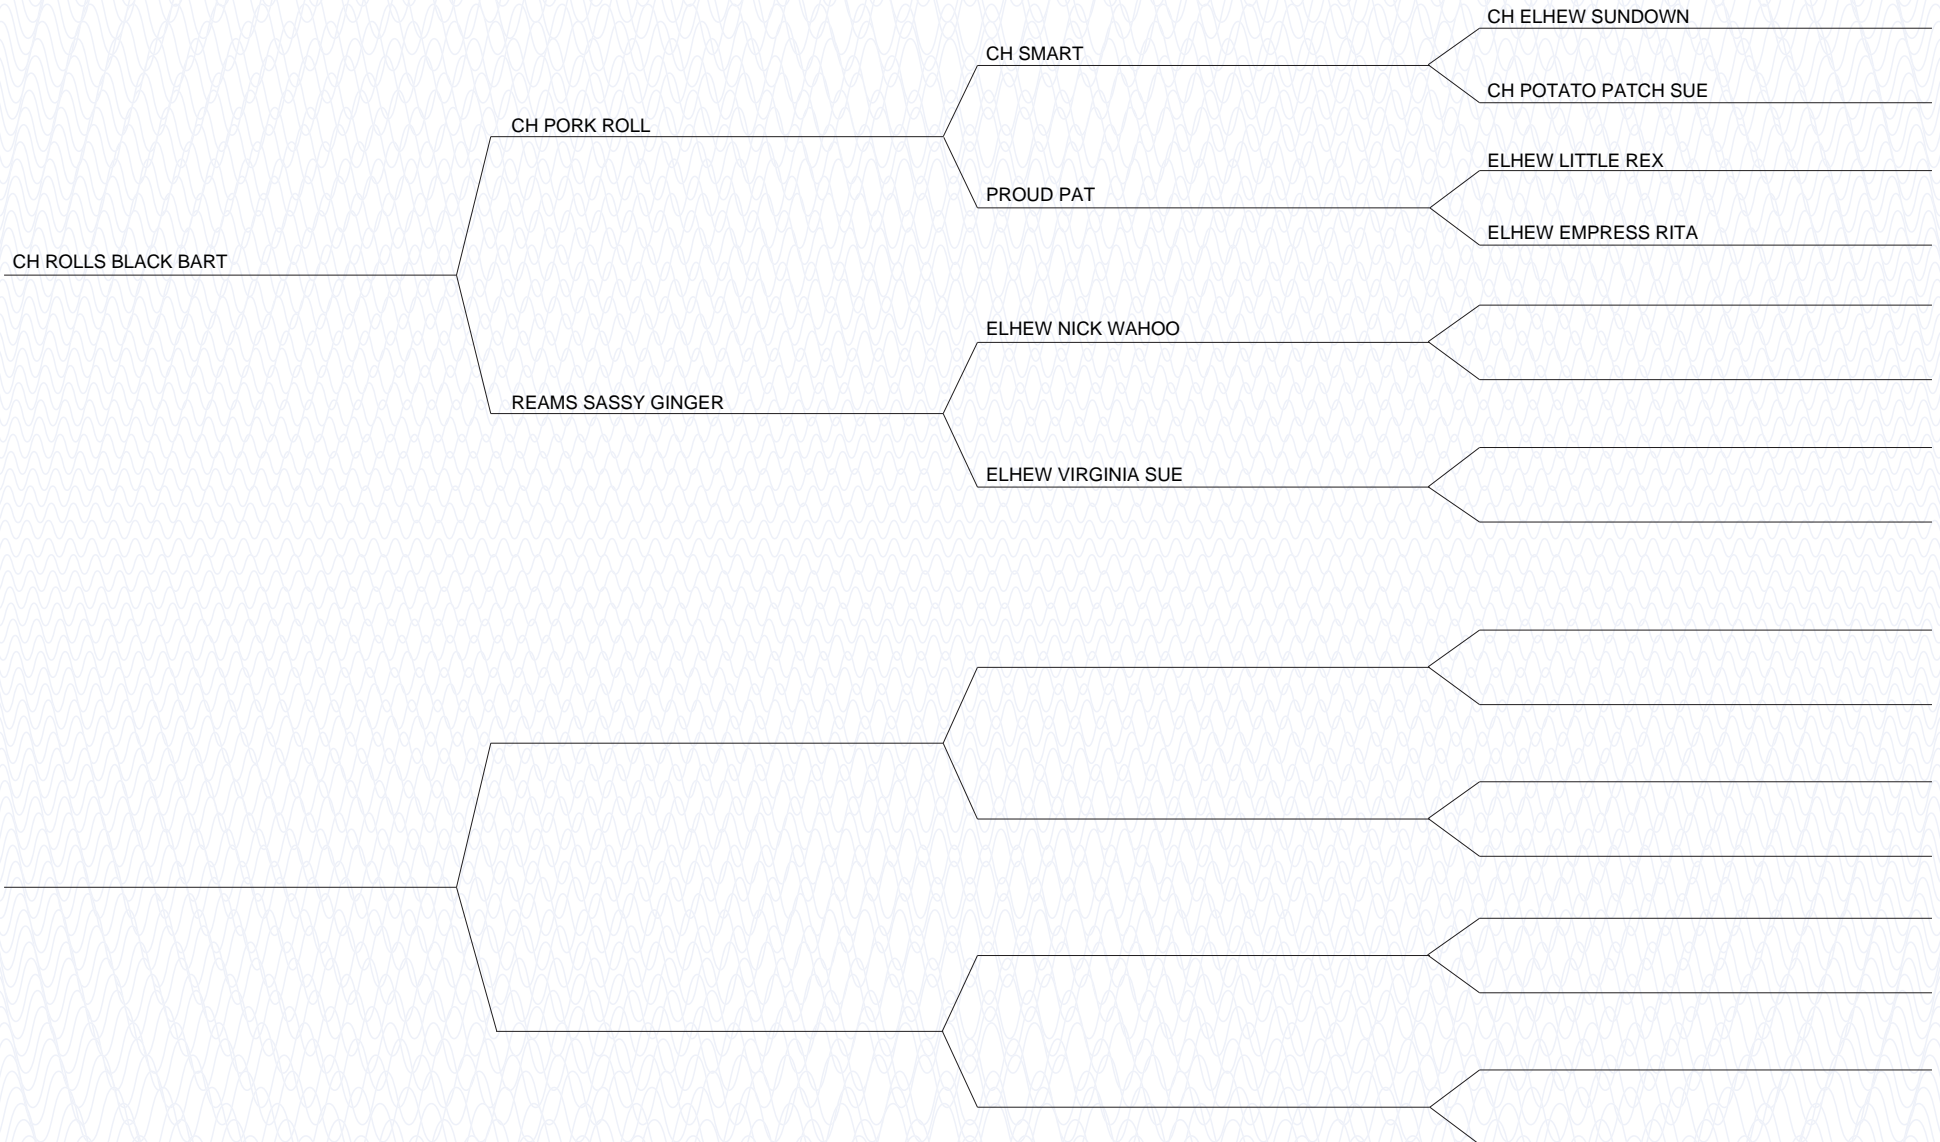 CH ELHEW SUNDOWN
CH SMART
CH POTATO PATCH SUE
CH PORK ROLL
ELHEW LITTLE REX
PROUD PAT
ELHEW EMPRESS RITA
CH ROLLS BLACK BART
ELHEW NICK WAHOO
REAMS SASSY GINGER
ELHEW VIRGINIA SUE